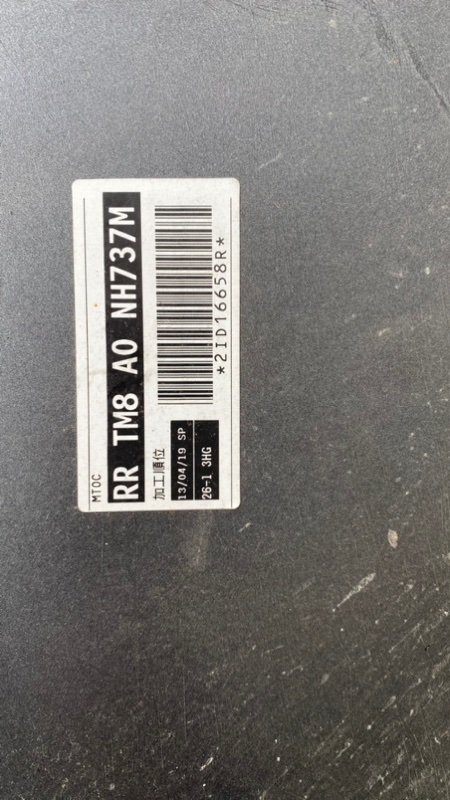 MTOC
RR TM8 A0 NH737M
加工順位
*2ID16658R*
13/04/19 SP
26-1 3HG